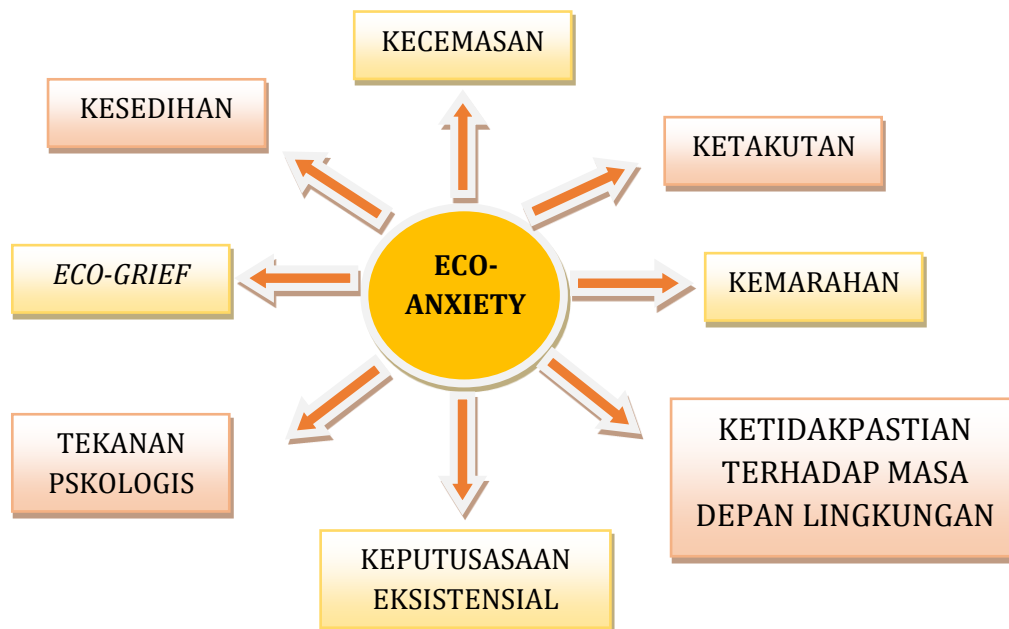 KECEMASAN
KESEDIHAN
KETAKUTAN
ECO-GRIEF
ECO-
ANXIETY
KEMARAHAN
TEKANAN
PSKOLOGIS
KETIDAKPASTIAN
TERHADAP MASA
DEPAN LINGKUNGAN
KEPUTUSASAAN
EKSISTENSIAL